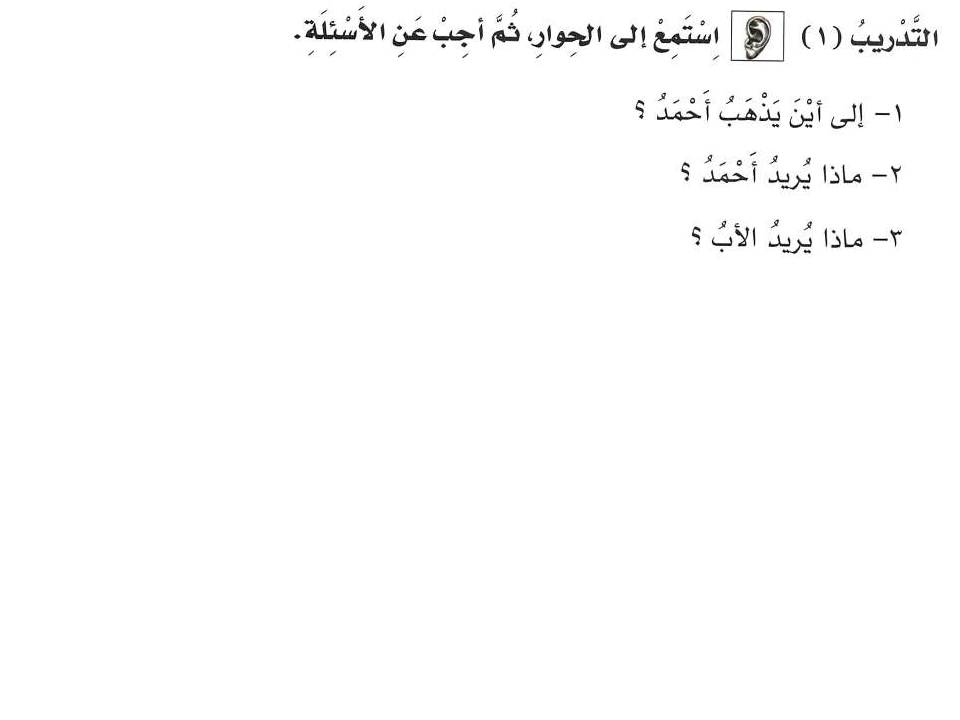 التَّدْرِيبُ (١) اِسْتَمِعْ إلى الحِوارِ، ثُمَّ أجِبْ عَنِ الأَسْئِلَةِ.
١- إلى أيْنَ يَذْهَبُ أَحْمَدُ ؟
٢- ماذا يُريدُ أَحْمَدُ ؟
٣- ماذا يُريدُ الأبُ ؟